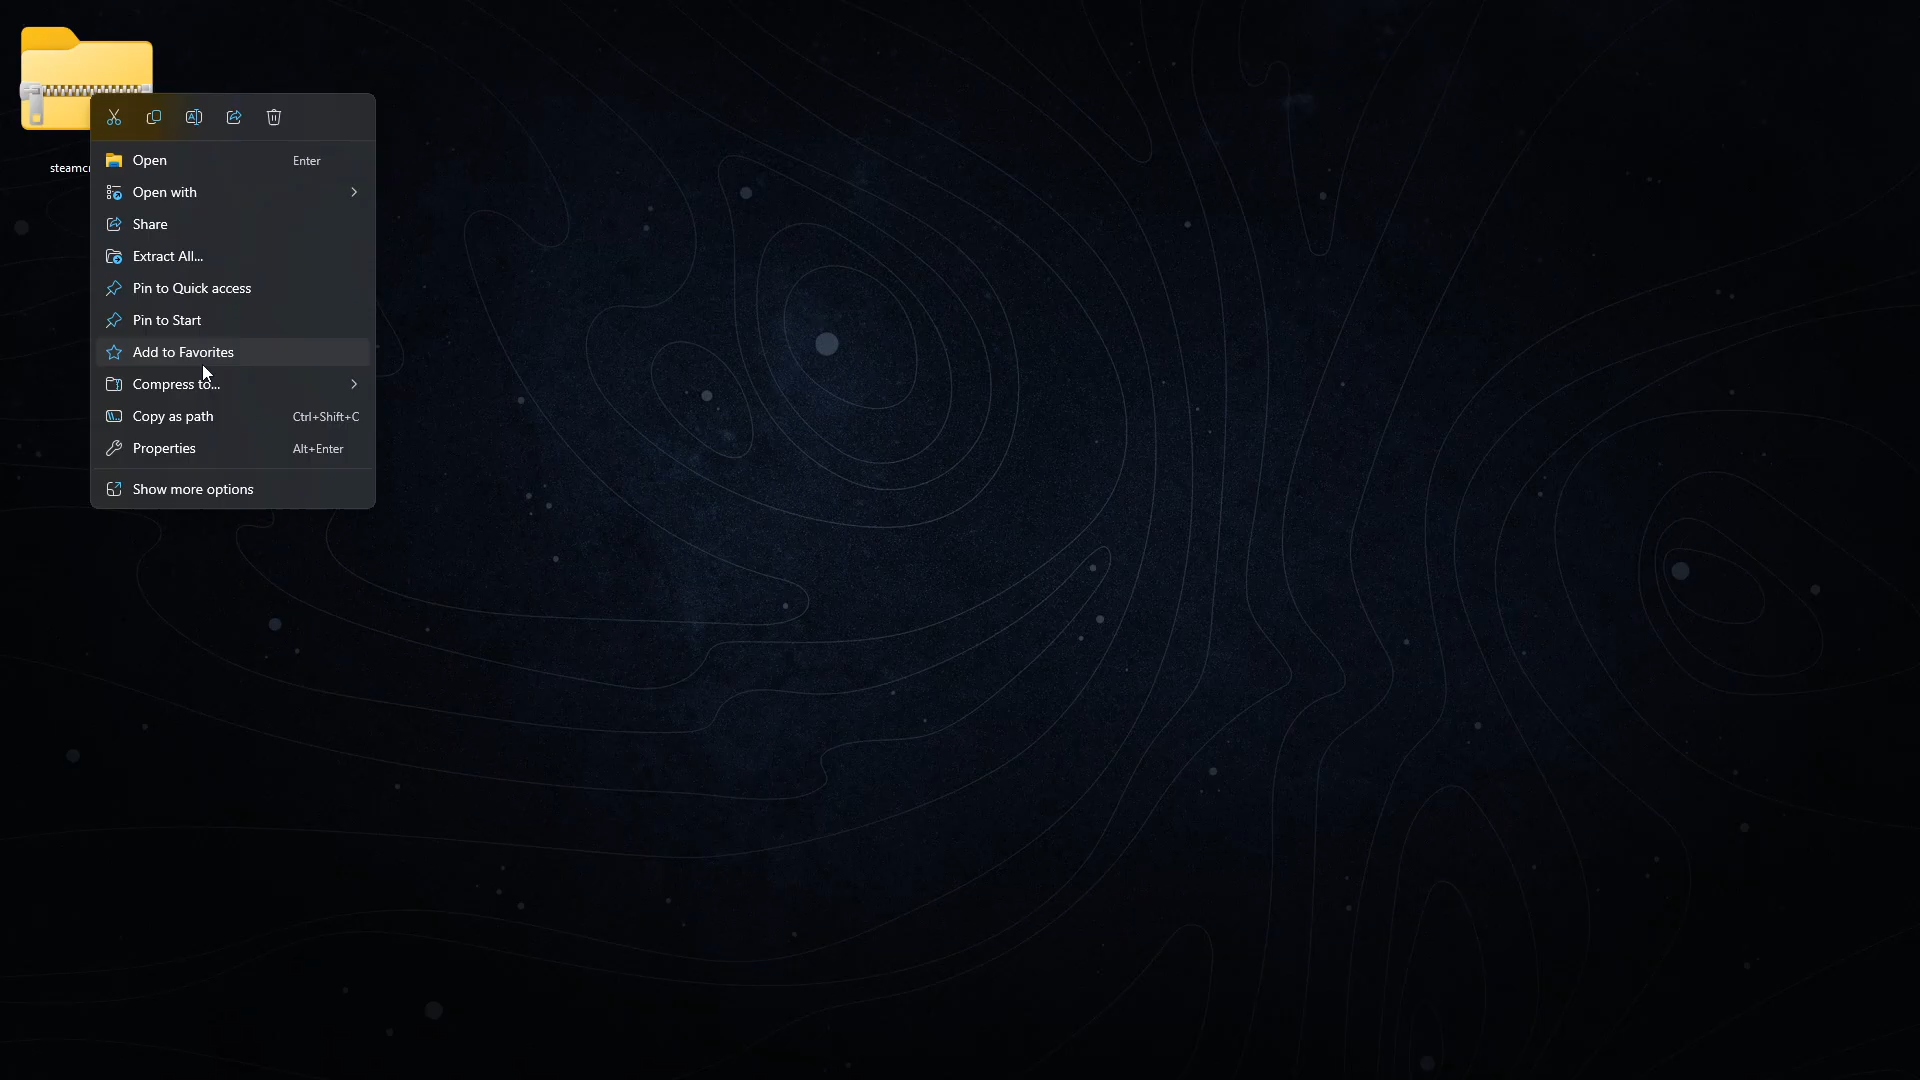 Open Enter
steamc
Open with
Share
Extract All...
Pin to Quick access
Pin to Start
Add to Favorites
Compress to...
Copy as path Ctrl+Shift+C
Properties Alt+Enter
Show more options